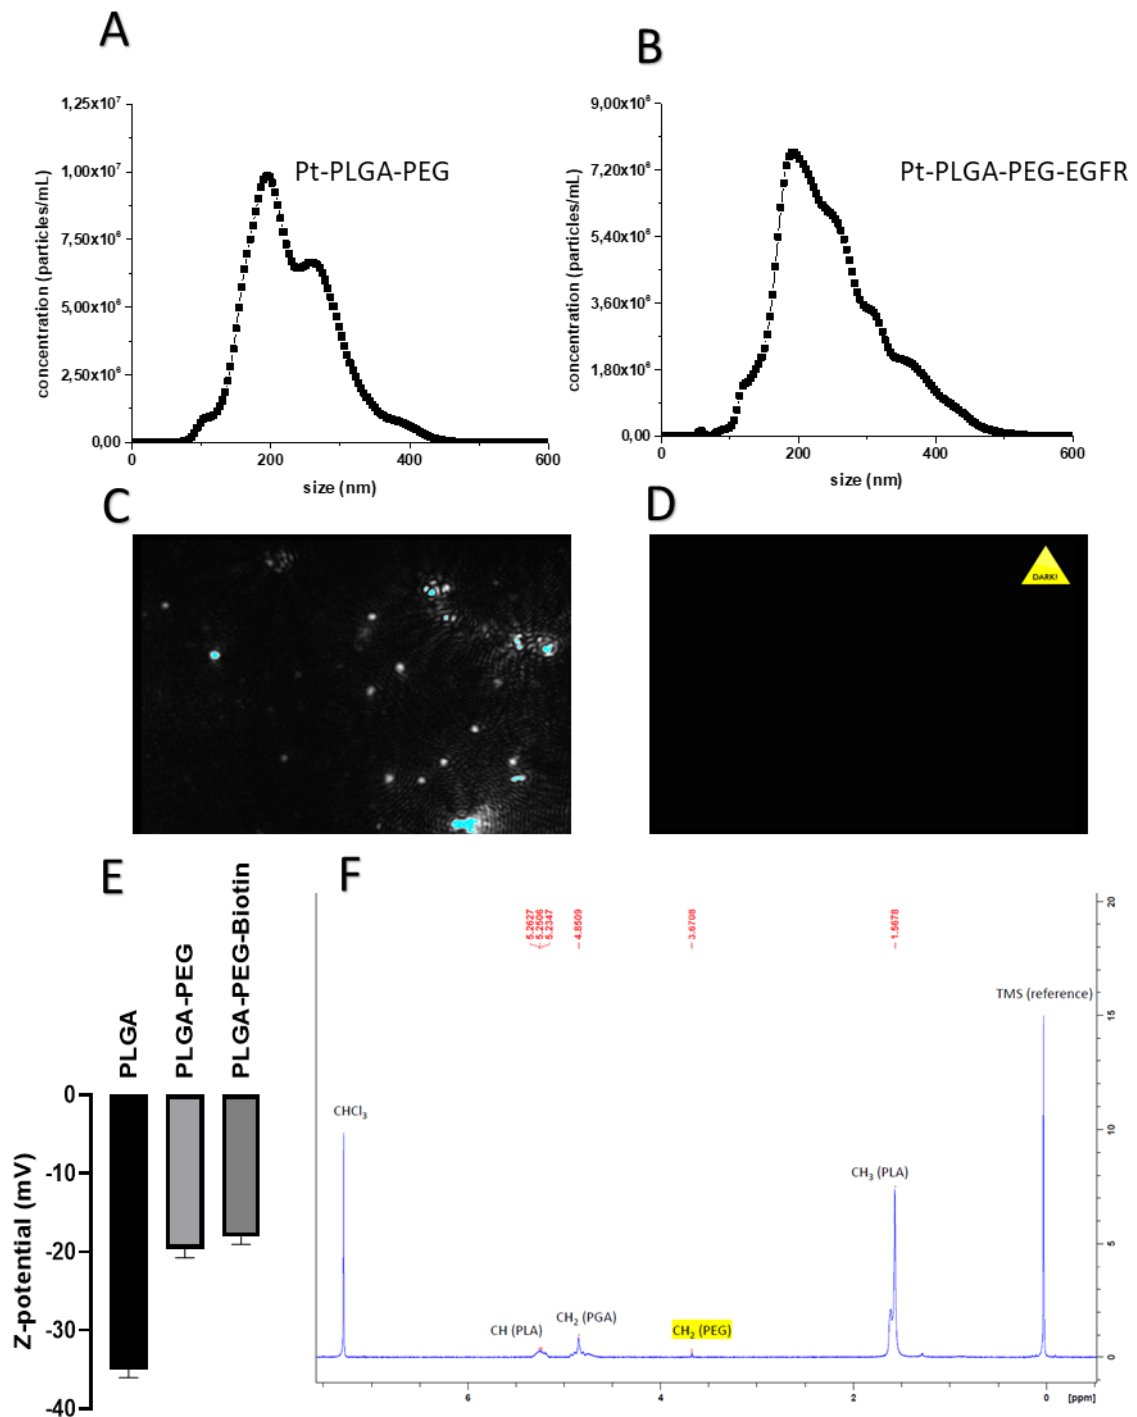 A
1,25x10⁷
1,00x10⁷
7,50x10⁶
5,00x10⁶
2,50x10⁶
0,00
0
200
400
600
concentration (particles/mL)
size (nm)
Pt-PLGA-PEG
B
9,00x10⁶
7,20x10⁶
5,40x10⁶
3,60x10⁶
1,80x10⁶
0,00
0
200
400
600
concentration (particles/mL)
size (nm)
Pt-PLGA-PEG-EGFR
C
D
DARK!
E
PLGA
PLGA-PEG
PLGA-PEG-Biotin
0
-10
-20
-30
-40
Z-potential (mV)
F
5.2627
5.2506
5.2347
4.8509
3.6708
1.5678
CHCl₃
CH (PLA)
CH₂ (PGA)
CH₂ (PEG)
CH₃ (PLA)
TMS (reference)
20
15
10
5
0
6
4
2
0
[ppm]